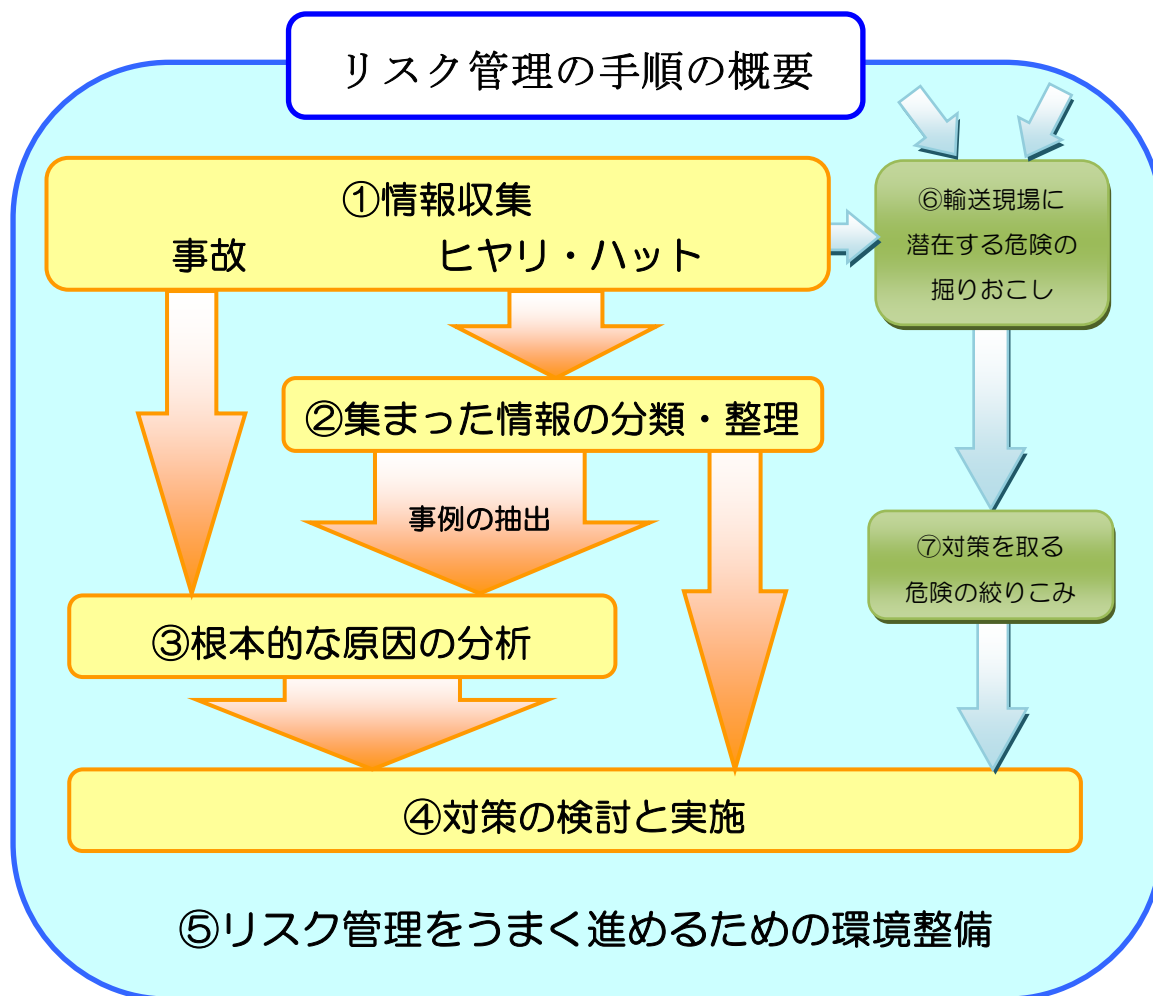 リスク管理の手順の概要
①情報収集
事故 ヒヤリ・ハット
⑥輸送現場に
潜在する危険の
掘りおこし
②集まった情報の分類・整理
事例の抽出
⑦対策を取る
危険の絞りこみ
③根本的な原因の分析
④対策の検討と実施
⑤リスク管理をうまく進めるための環境整備